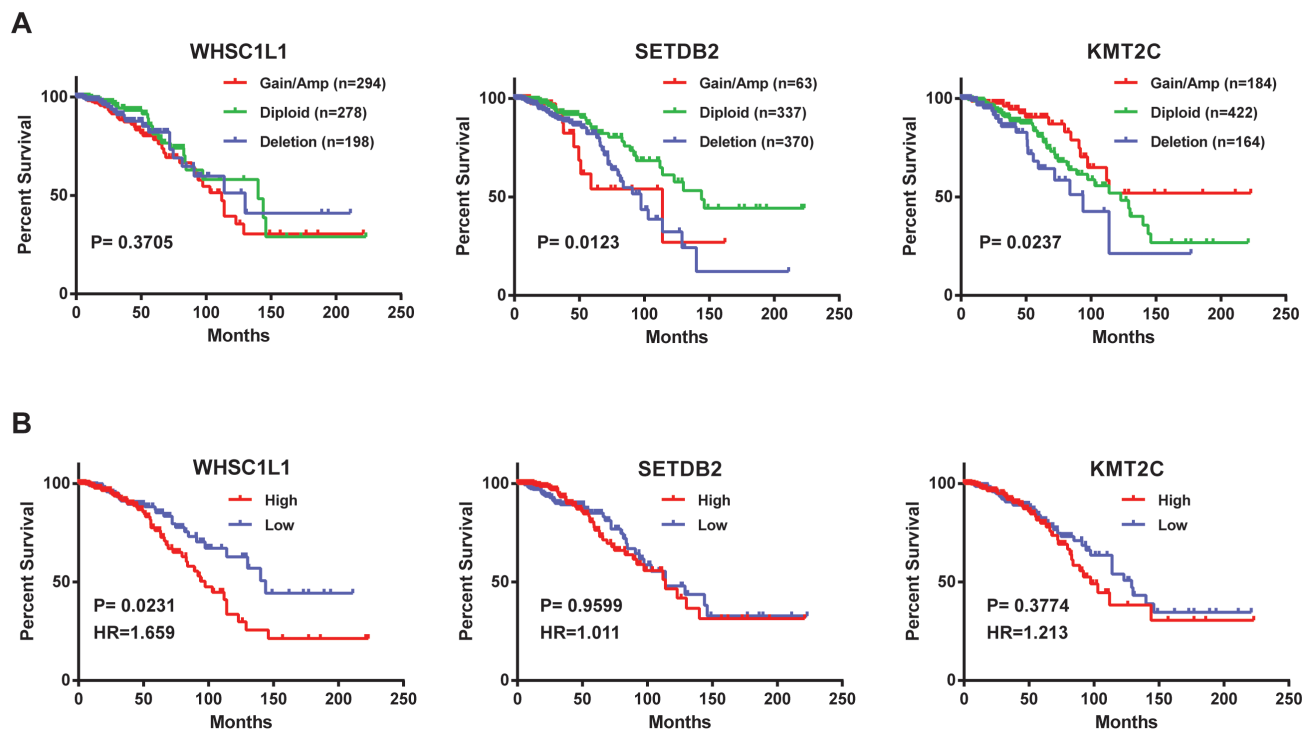 A
WHSC1L1
Gain/Amp (n=294)
Diploid (n=278)
Deletion (n=198)
Percent Survival
100
50
0
P= 0.3705
0 50 100 150 200 250
Months
SETDB2
Gain/Amp (n=63)
Diploid (n=337)
Deletion (n=370)
Percent Survival
100
50
0
P= 0.0123
0 50 100 150 200 250
Months
KMT2C
Gain/Amp (n=184)
Diploid (n=422)
Deletion (n=164)
Percent Survival
100
50
0
P= 0.0237
0 50 100 150 200 250
Months
B
WHSC1L1
High
Low
Percent Survival
100
50
0
P= 0.0231
HR=1.659
0 50 100 150 200 250
Months
SETDB2
High
Low
Percent Survival
100
50
0
P= 0.9599
HR=1.011
0 50 100 150 200 250
Months
KMT2C
High
Low
Percent Survival
100
50
0
P= 0.3774
HR=1.213
0 50 100 150 200 250
Months